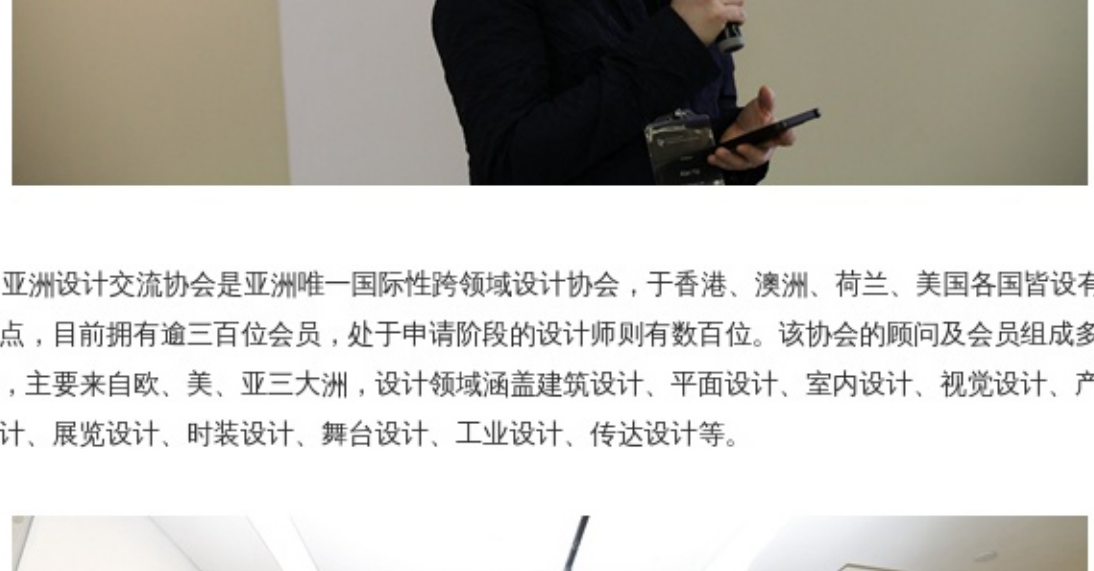 亚洲设计交流协会是亚洲唯一国际性跨领域设计协会，于香港、澳洲、荷兰、美国各国皆设有
点，目前拥有逾三百位会员，处于申请阶段的设计师则有数百位。该协会的顾问及会员组成多
，主要来自欧、美、亚三大洲，设计领域涵盖建筑设计、平面设计、室内设计、视觉设计、产
计、展览设计、时装设计、舞台设计、工业设计、传达设计等。